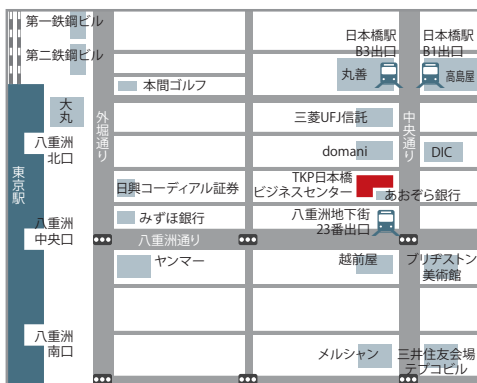 第一鉄鋼ビル
第二鉄鋼ビル
日本橋駅
B3出口
日本橋駅
B1出口
丸善
高島屋
本間ゴルフ
大
丸
外堀通り
三菱UFJ信託
中央通り
八重洲
北口
domani
DIC
東京駅
日興コーディアル証券
TKP日本橋
ビジネスセンター
あおぞら銀行
みずほ銀行
八重洲地下街
23番出口
八重洲
中央口
八重洲通り
ヤンマー
越前屋
ブリヂストン
美術館
八重洲
南口
メルシャン
三井住友会場
テプコビル